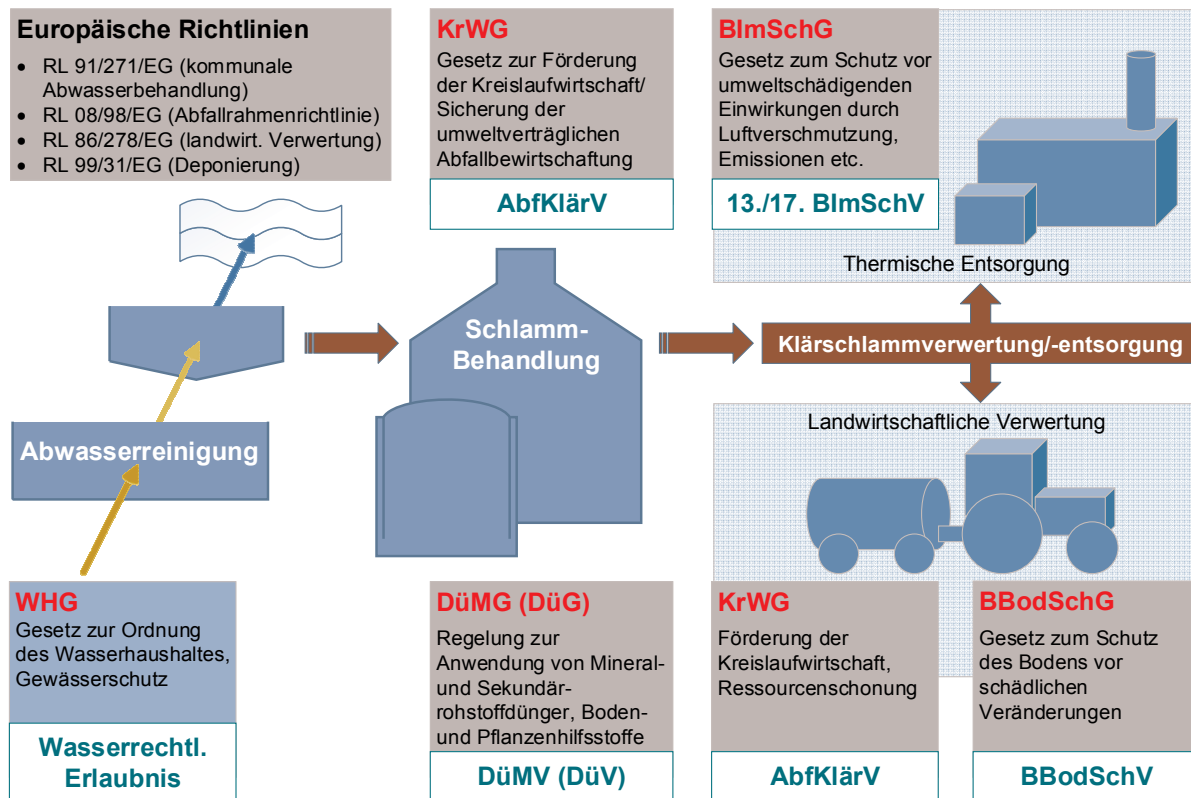 Europäische Richtlinien
• RL 91/271/EG (kommunale
Abwasserbehandlung)
• RL 08/98/EG (Abfallrahmenrichtlinie)
• RL 86/278/EG (landwirt. Verwertung)
• RL 99/31/EG (Deponierung)
KrWG
Gesetz zur Förderung
der Kreislaufwirtschaft/
Sicherung der
umweltverträglichen
Abfallbewirtschaftung
AbfKlärV
BImSchG
Gesetz zum Schutz vor
umweltschädigenden
Einwirkungen durch
Luftverschmutzung,
Emissionen etc.
13./17. BImSchV
Thermische Entsorgung
Abwasserreinigung
Schlamm-
Behandlung
Klärschlammverwertung/-entsorgung
Landwirtschaftliche Verwertung
WHG
Gesetz zur Ordnung
des Wasserhaushaltes,
Gewässerschutz
Wasserrechtl.
Erlaubnis
DüMG (DüG)
Regelung zur
Anwendung von Mineral-
und Sekundär-
rohstoffdünger, Boden-
und Pflanzenhilfsstoffe
DüMV (DüV)
KrWG
Förderung der
Kreislaufwirtschaft,
Ressourcenschonung
AbfKlärV
BBodSchG
Gesetz zum Schutz
des Bodens vor
schädlichen
Veränderungen
BBodSchV